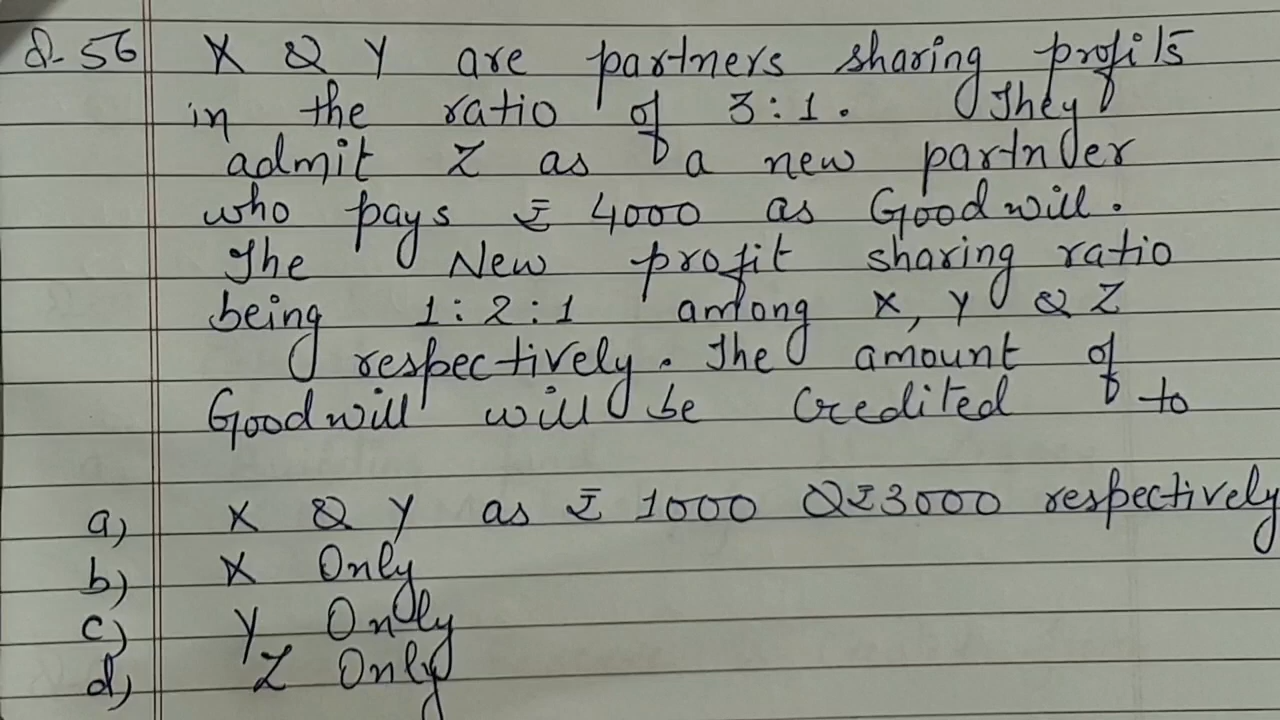 Q-56 X & Y are partners sharing profits
in the ratio of 3:1. They
admit Z as a new partnder
who pays ₹ 4000 as Goodwill.
The New profit sharing ratio
being 1:2:1 among X, Y & Z
respectively. The amount of
Goodwill will be Credited to
a) X & Y as ₹ 1000 & ₹ 3000 respectively
b) X Only
c) Y Only
d) Z Only